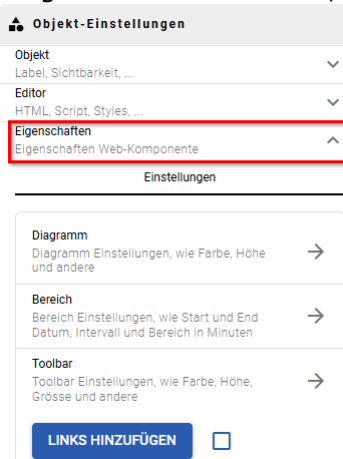 Objekt-Einstellungen
Objekt
Label, Sichtbarkeit, ...
Editor
HTML, Script, Styles, ...
Eigenschaften
Eigenschaften Web-Komponente
Einstellungen
Diagramm
Diagramm Einstellungen, wie Farbe, Höhe
und andere
Bereich
Bereich Einstellungen, wie Start und End
Datum, Intervall und Bereich in Minuten
Toolbar
Toolbar Einstellungen, wie Farbe, Höhe,
Grösse und andere
LINKS HINZUFÜGEN